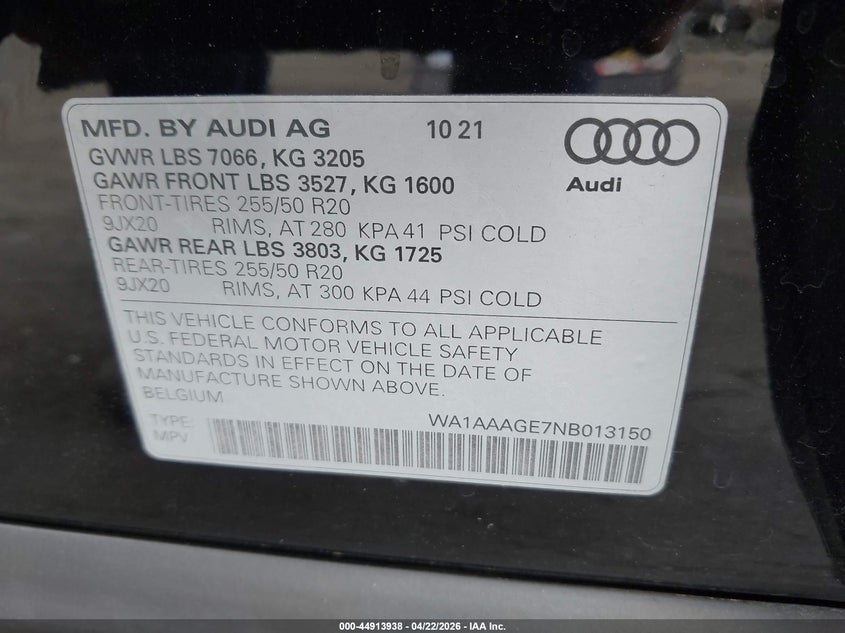 MFD. BY AUDI AG 10 21
Audi
GVWR LBS 7066, KG 3205
GAWR FRONT LBS 3527, KG 1600
FRONT-TIRES 255/50 R20
9JX20 RIMS, AT 280 KPA 41 PSI COLD
GAWR REAR LBS 3803, KG 1725
REAR-TIRES 255/50 R20
9JX20 RIMS, AT 300 KPA 44 PSI COLD
THIS VEHICLE CONFORMS TO ALL APPLICABLE
U.S. FEDERAL MOTOR VEHICLE SAFETY
STANDARDS IN EFFECT ON THE DATE OF
MANUFACTURE SHOWN ABOVE.
BELGIUM
TYPE: WA1AAAGE7NB013150
MPV
000-44913938 - 04/22/2026 - IAA Inc.